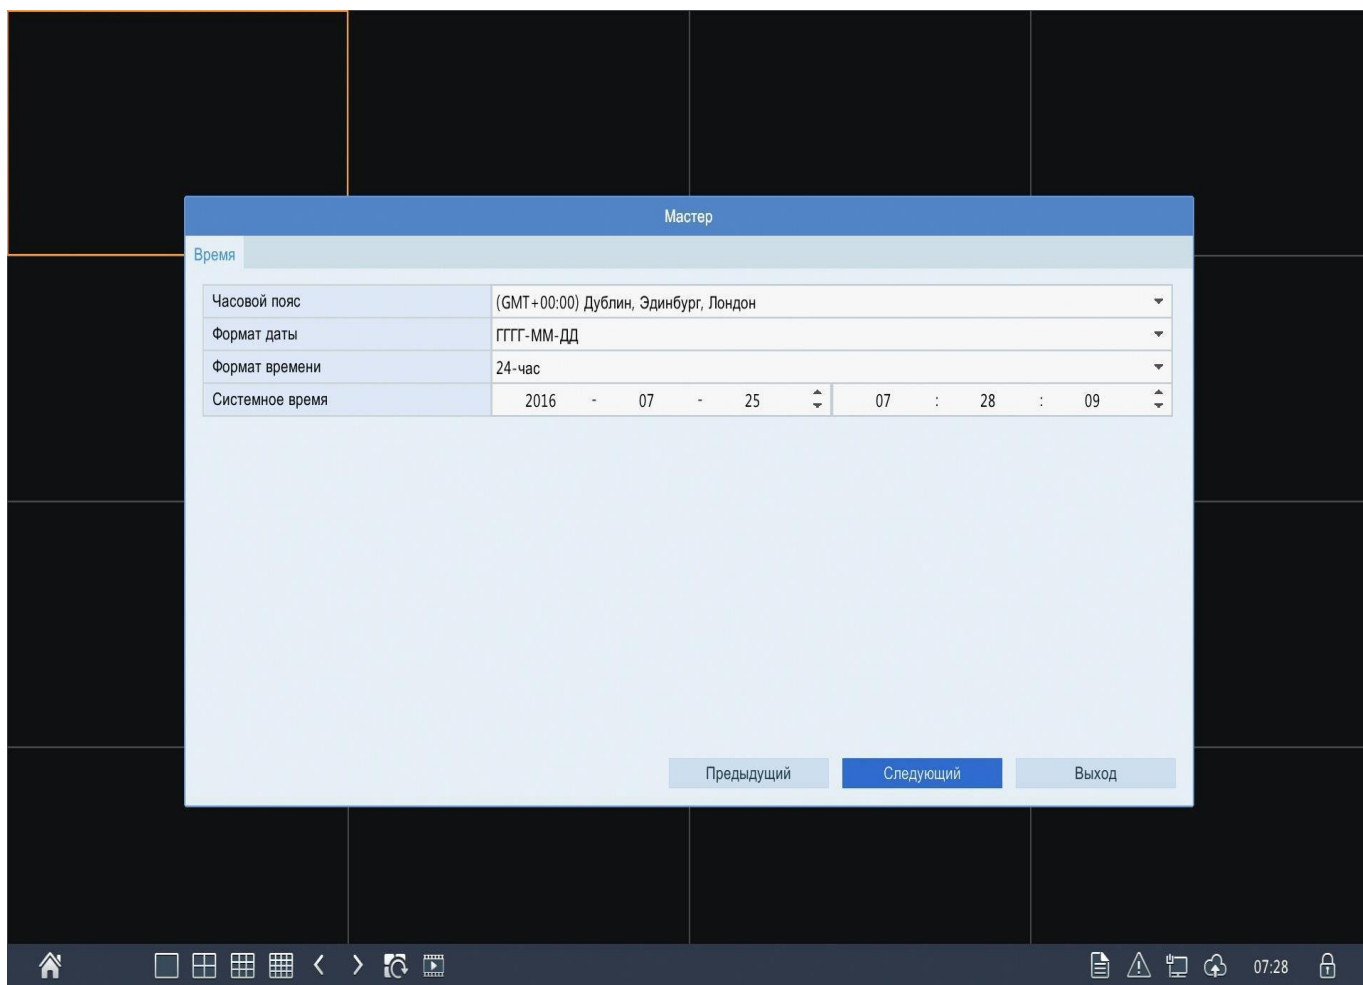 Мастер
Время
Часовой пояс (GMT+00:00) Дублин, Эдинбург, Лондон
Формат даты ГГГГ-ММ-ДД
Формат времени 24-час
Системное время 2016 - 07 - 25 07 : 28 : 09
Предыдущий Следующий Выход
07:28